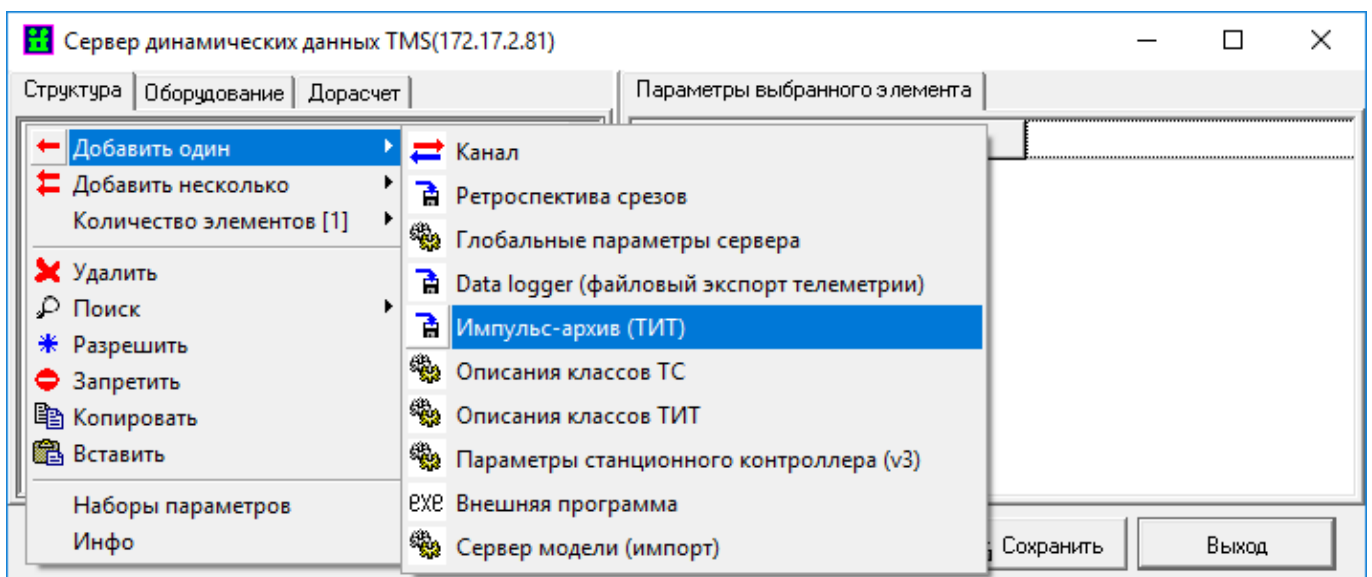 Сервер динамических данных TMS(172.17.2.81)
Структура Оборудование Дорасчет Параметры выбранного элемента
Добавить один
Добавить несколько
Количество элементов [1]
Удалить
Поиск
Разрешить
Запретить
Копировать
Вставить
Наборы параметров
Инфо
Канал
Ретроспектива срезов
Глобальные параметры сервера
Data logger (файловый экспорт телеметрии)
Импульс-архив (ТИТ)
Описания классов ТС
Описания классов ТИТ
Параметры станционного контроллера (v3)
exe Внешняя программа
Сервер модели (импорт)
Сохранить Выход